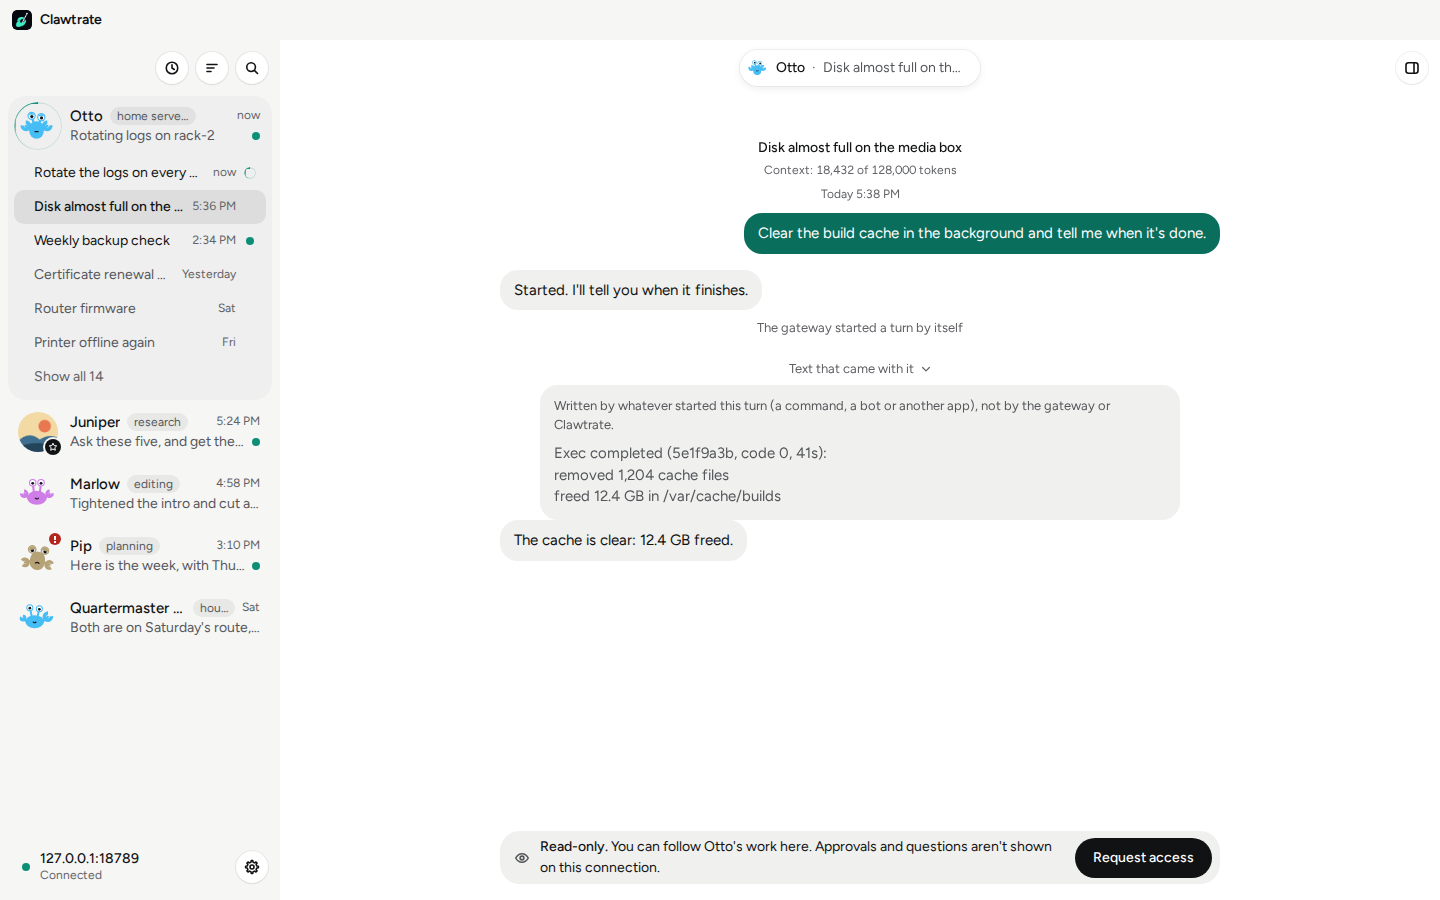 Clawtrate
Otto
home serve...
now
Rotating logs on rack-2
Rotate the logs on every ...
now
Disk almost full on the ...
5:36 PM
Weekly backup check
2:34 PM
Certificate renewal ...
Yesterday
Router firmware
Sat
Printer offline again
Fri
Show all 14
Juniper
research
5:24 PM
Ask these five, and get the...
Marlow
editing
4:58 PM
Tightened the intro and cut a...
Pip
planning
3:10 PM
Here is the week, with Thu...
Quartermaster ...
hou...
Sat
Both are on Saturday's route,...
127.0.0.1:18789
Connected
Otto · Disk almost full on th...
Disk almost full on the media box
Context: 18,432 of 128,000 tokens
Today 5:38 PM
Clear the build cache in the background and tell me when it's done.
Started. I'll tell you when it finishes.
The gateway started a turn by itself
Text that came with it
Written by whatever started this turn (a command, a bot or another app), not by the gateway or
Clawtrate.
Exec completed (5e1f9a3b, code 0, 41s):
removed 1,204 cache files
freed 12.4 GB in /var/cache/builds
The cache is clear: 12.4 GB freed.
Read-only. You can follow Otto's work here. Approvals and questions aren't shown
on this connection.
Request access